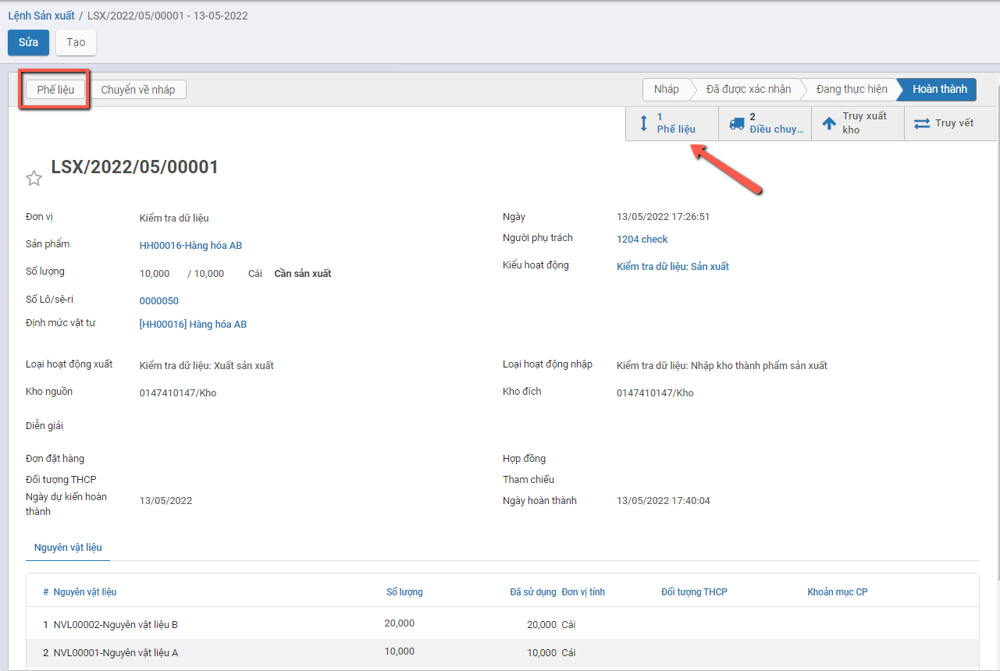 Lệnh Sản xuất / LSX/2022/05/00001 - 13-05-2022
Sửa Tạo
Phế liệu Chuyển về nháp Nháp Đã được xác nhận Đang thực hiện Hoàn thành
1 Phế liệu 2 Điều chuy... Truy xuất kho Truy vết
LSX/2022/05/00001
Đơn vị Kiểm tra dữ liệu Ngày 13/05/2022 17:26:51
Sản phẩm HH00016-Hàng hóa AB Người phụ trách 1204 check
Số lượng 10,000 / 10,000 Cái Cần sản xuất Kiểu hoạt động Kiểm tra dữ liệu: Sản xuất
Số Lô/sê-ri 0000050
Định mức vật tư [HH00016] Hàng hóa AB
Loại hoạt động xuất Kiểm tra dữ liệu: Xuất sản xuất Loại hoạt động nhập Kiểm tra dữ liệu: Nhập kho thành phẩm sản xuất
Kho nguồn 0147410147/Kho Kho đích 0147410147/Kho
Diễn giải
Đơn đặt hàng Hợp đồng
Đối tượng THCP Tham chiếu
Ngày dự kiến hoàn thành 13/05/2022 Ngày hoàn thành 13/05/2022 17:40:04
Nguyên vật liệu
# Nguyên vật liệu Số lượng Đã sử dụng Đơn vị tính Đối tượng THCP Khoản mục CP
1 NVL00002-Nguyên vật liệu B 20,000 20,000 Cái
2 NVL00001-Nguyên vật liệu A 10,000 10,000 Cái